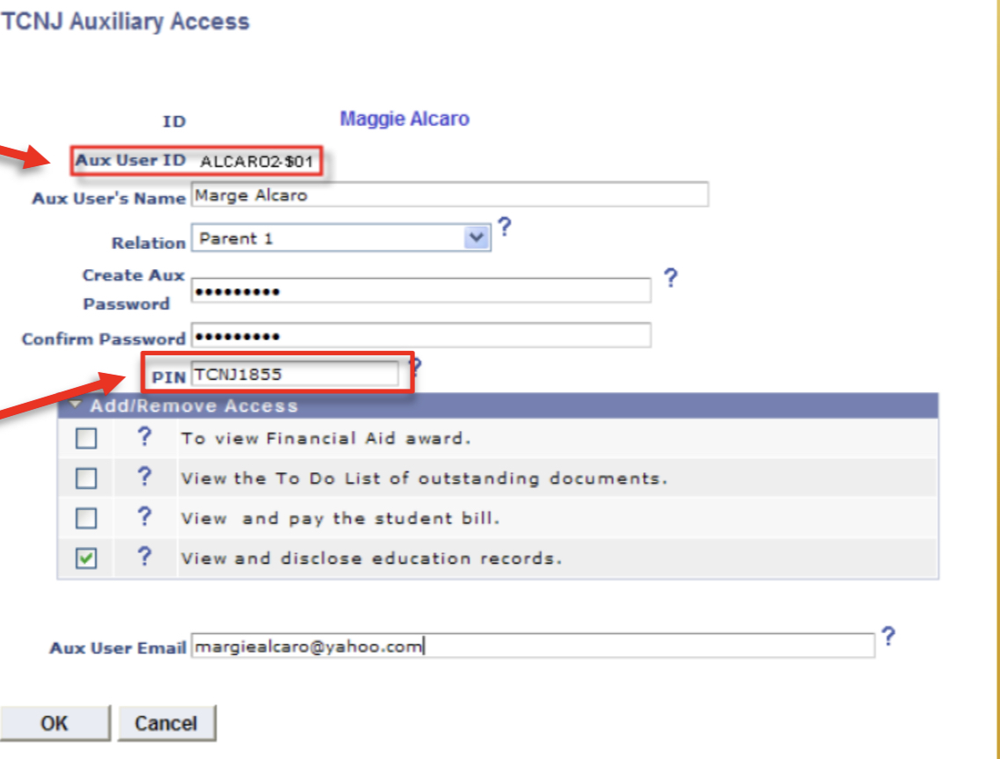 TCNJ Auxiliary Access
ID Maggie Alcaro
Aux User ID ALCARO2-$01
Aux User's Name Marge Alcaro
Relation Parent 1 ?
Create Aux Password ••••••••• ?
Confirm Password •••••••••
PIN TCNJ1855 ?
Add/Remove Access
? To view Financial Aid award.
? View the To Do List of outstanding documents.
? View and pay the student bill.
? View and disclose education records.
Aux User Email margiealcaro@yahoo.com ?
OK Cancel